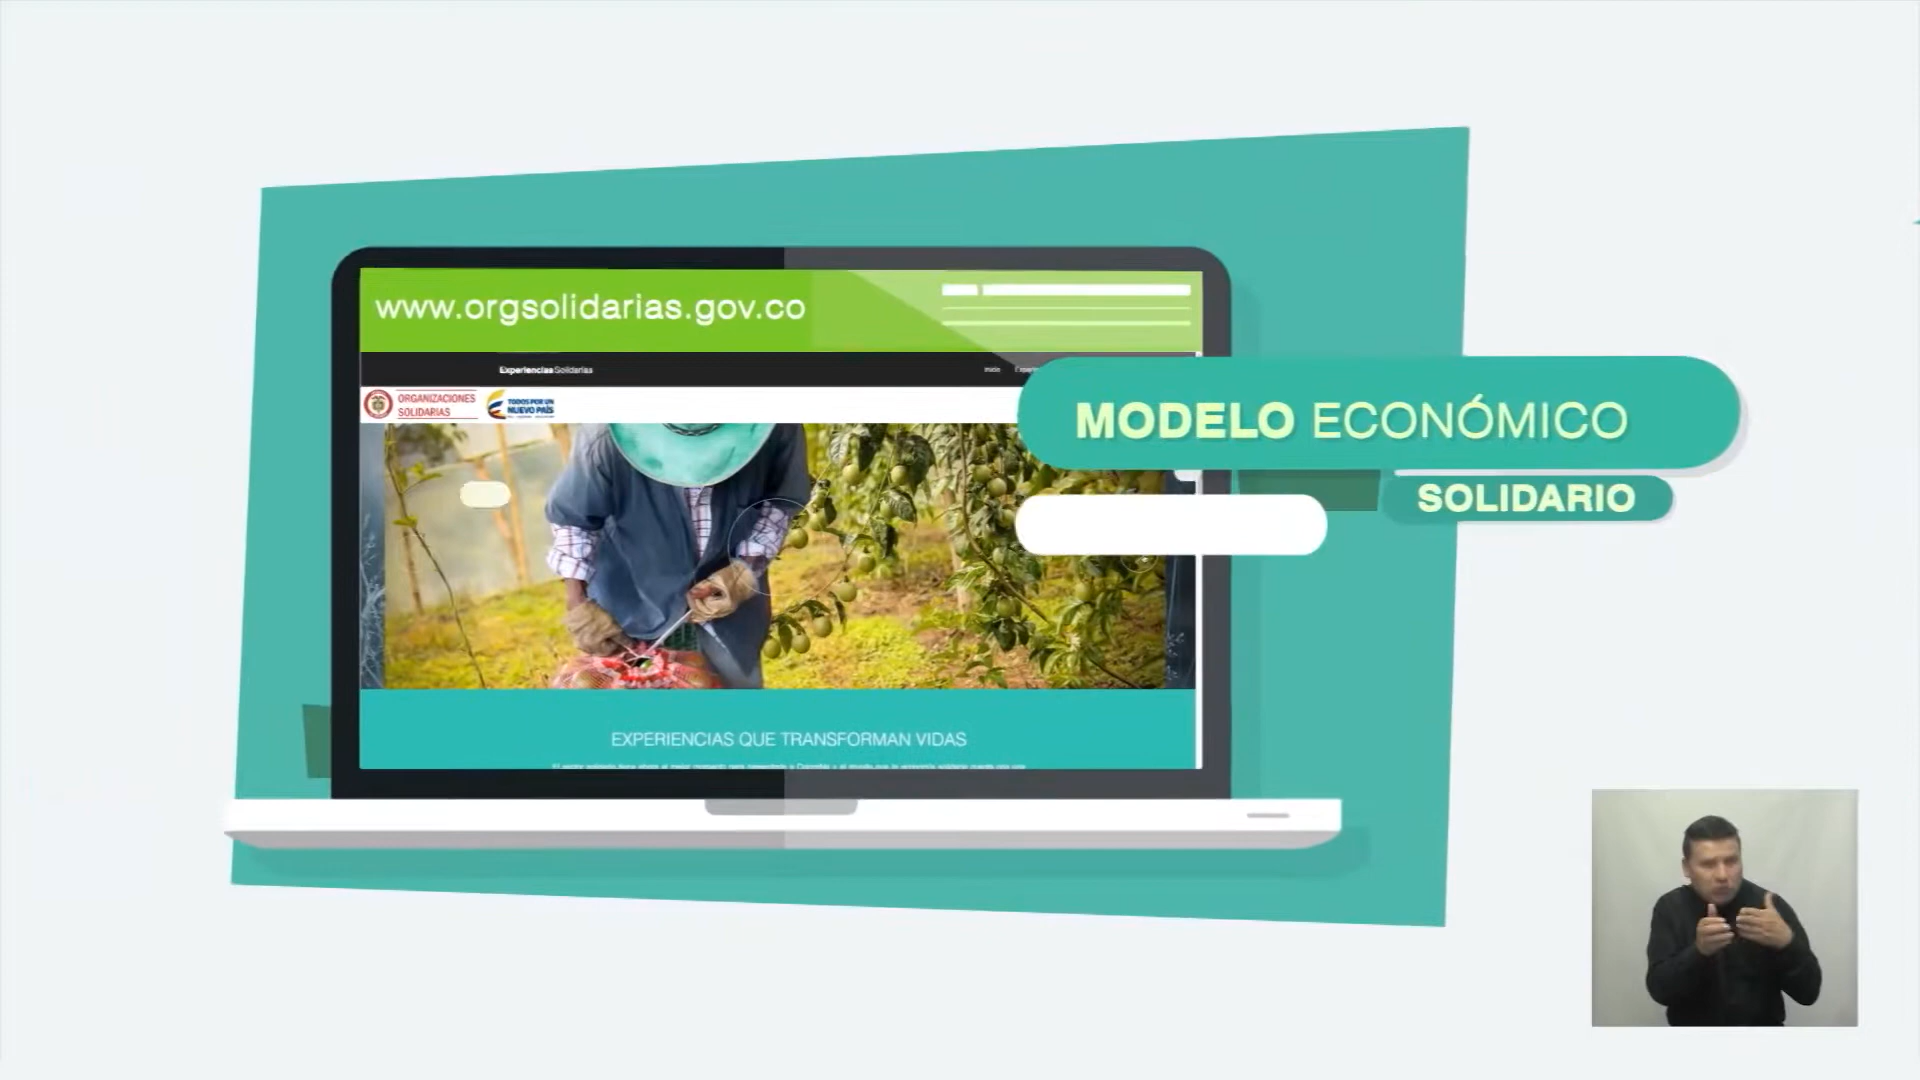 www.orgsolidarias.gov.co
Experiencias Solidarias
Inicio
ORGANIZACIONES
SOLIDARIAS
TODOS POR UN
NUEVO PAÍS
MODELO ECONÓMICO
SOLIDARIO
EXPERIENCIAS QUE TRANSFORMAN VIDAS